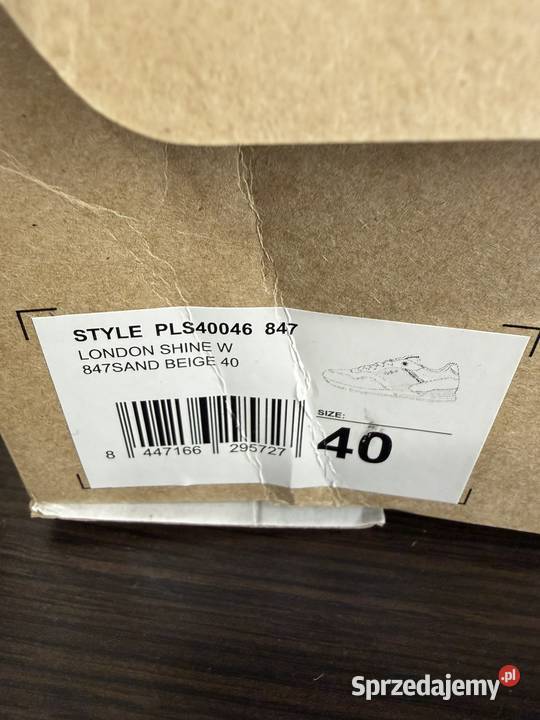 STYLE PLS40046 847
LONDON SHINE W
847SAND BEIGE 40
SIZE:
40
8 447166 295727
Sprzedajemy.pl